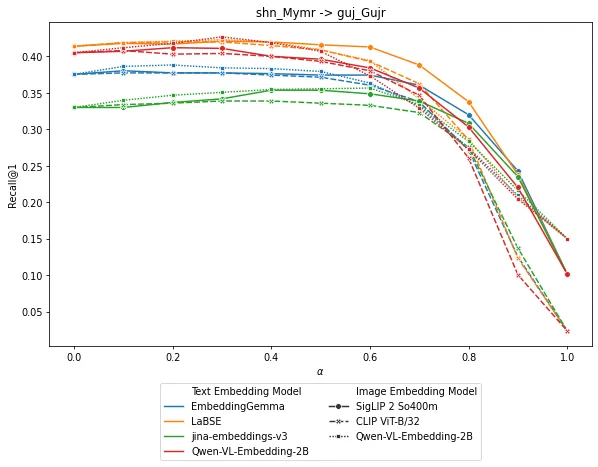 shn_Mymr -> guj_Gujr
Recall@1
0.40
0.35
0.30
0.25
0.20
0.15
0.10
0.05
0.0
0.2
0.4
0.6
0.8
1.0
α
Text Embedding Model
EmbeddingGemma
LaBSE
jina-embeddings-v3
Qwen-VL-Embedding-2B
Image Embedding Model
SigLIP 2 So400m
CLIP ViT-B/32
Qwen-VL-Embedding-2B